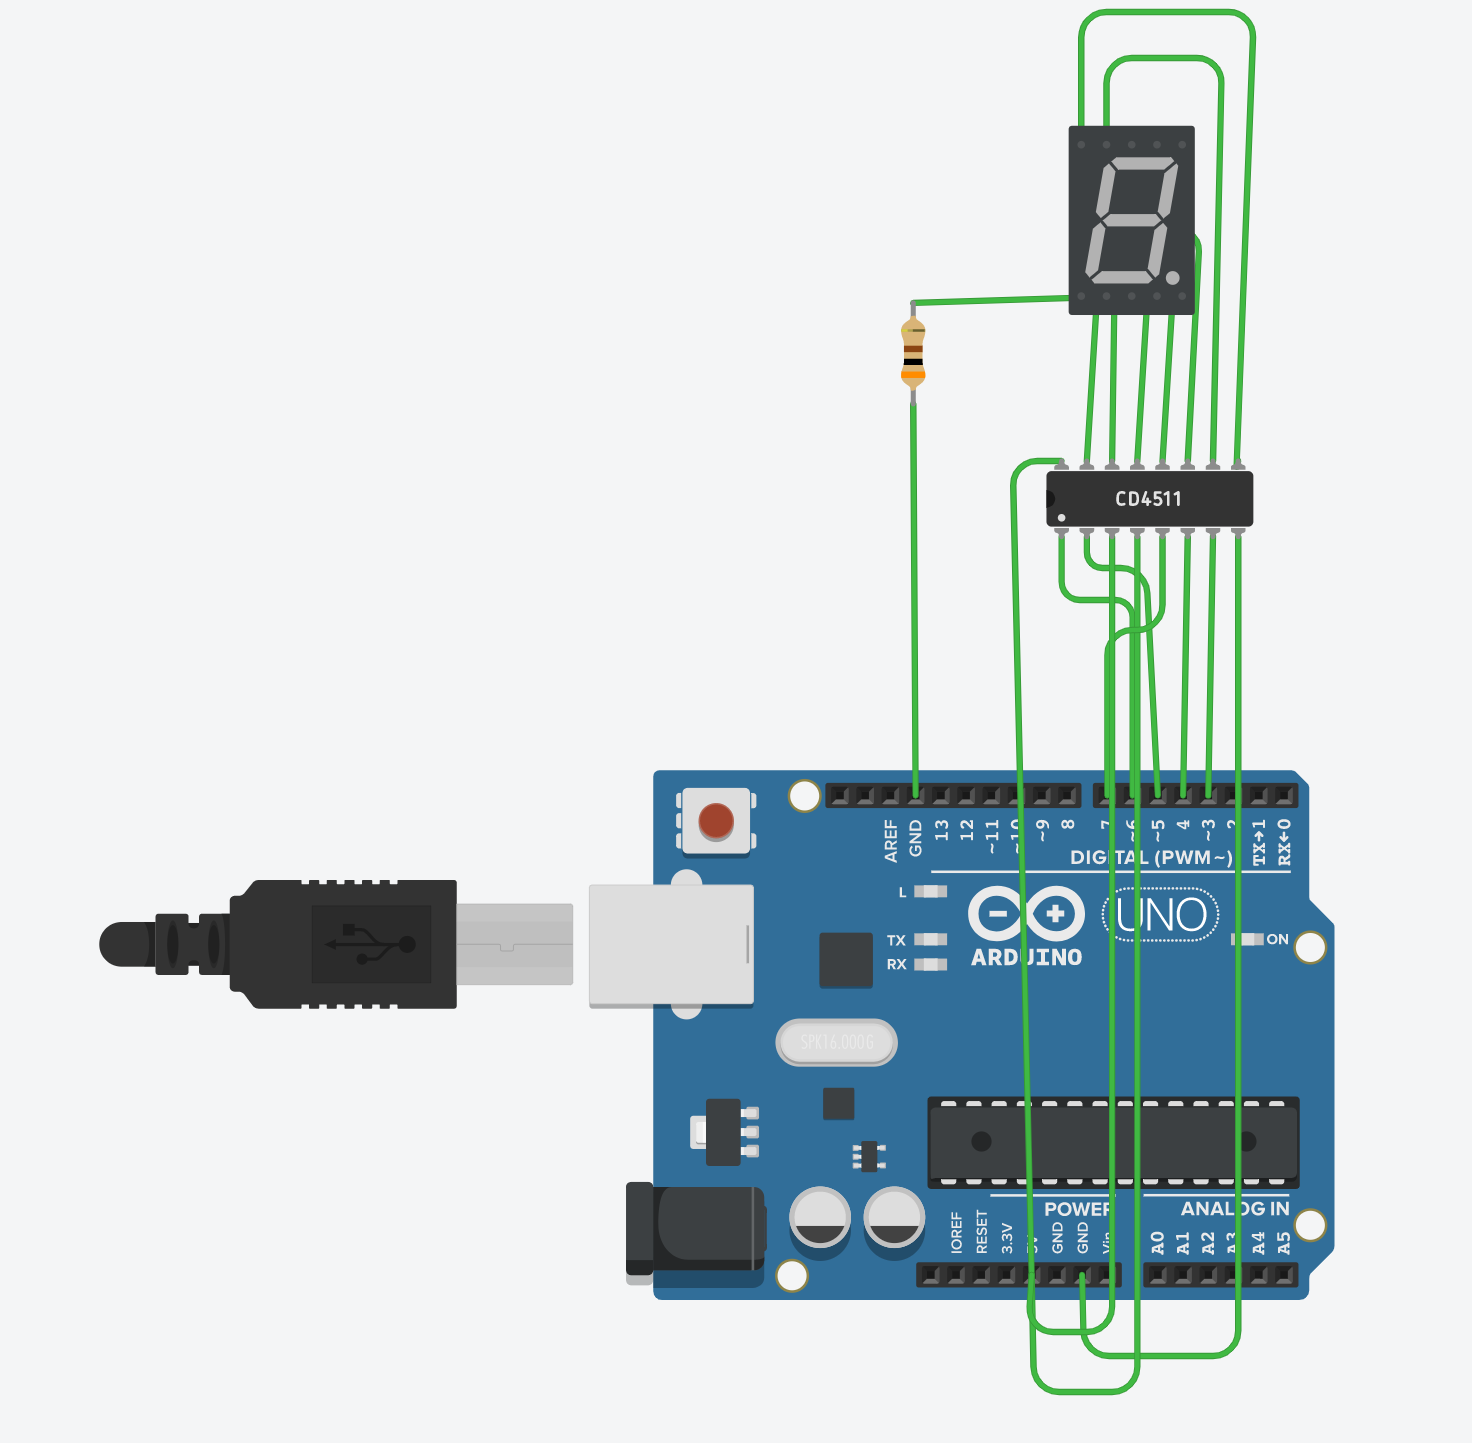 CD4511
AREF
GND
13
12
~11
~10
~9
8
7
~6
~5
4
~3
2
TX→1
RX←0
DIGITAL (PWM~)
L
TX
RX
ARDUINO
UNO
ON
SPK16.000G
POWER
ANALOG IN
IOREF
RESET
3.3V
5V
GND
GND
Vin
A0
A1
A2
A3
A4
A5